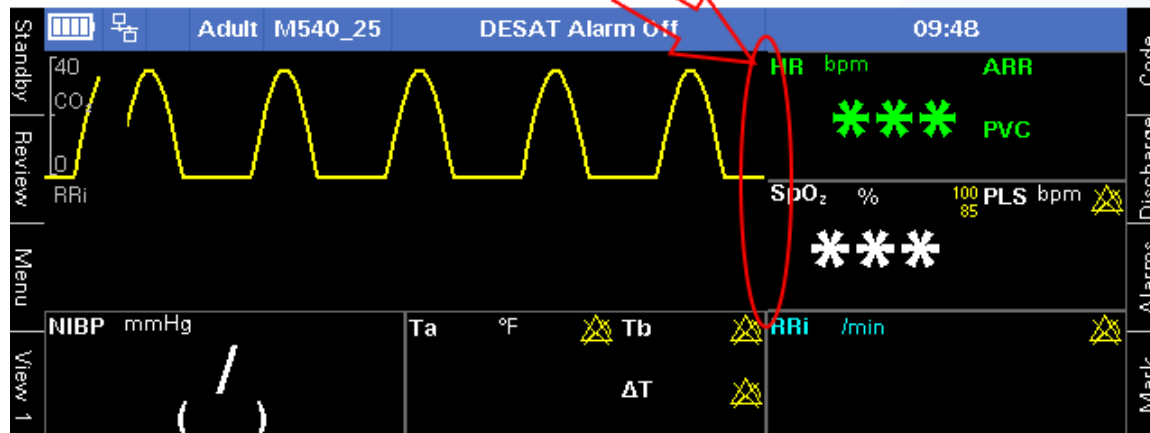 Adult M540_25 DESAT Alarm Off 09:48
Standby
Review
Menu
View 1
40
CO₂
0
RRi
HR bpm ARR
*** PVC
SpO₂ % 100 85 PLS bpm
***
NIBP mmHg
/
( )
Ta °F Tb
ΔT
RRi /min
Code
Discharge
Alarms
Mark